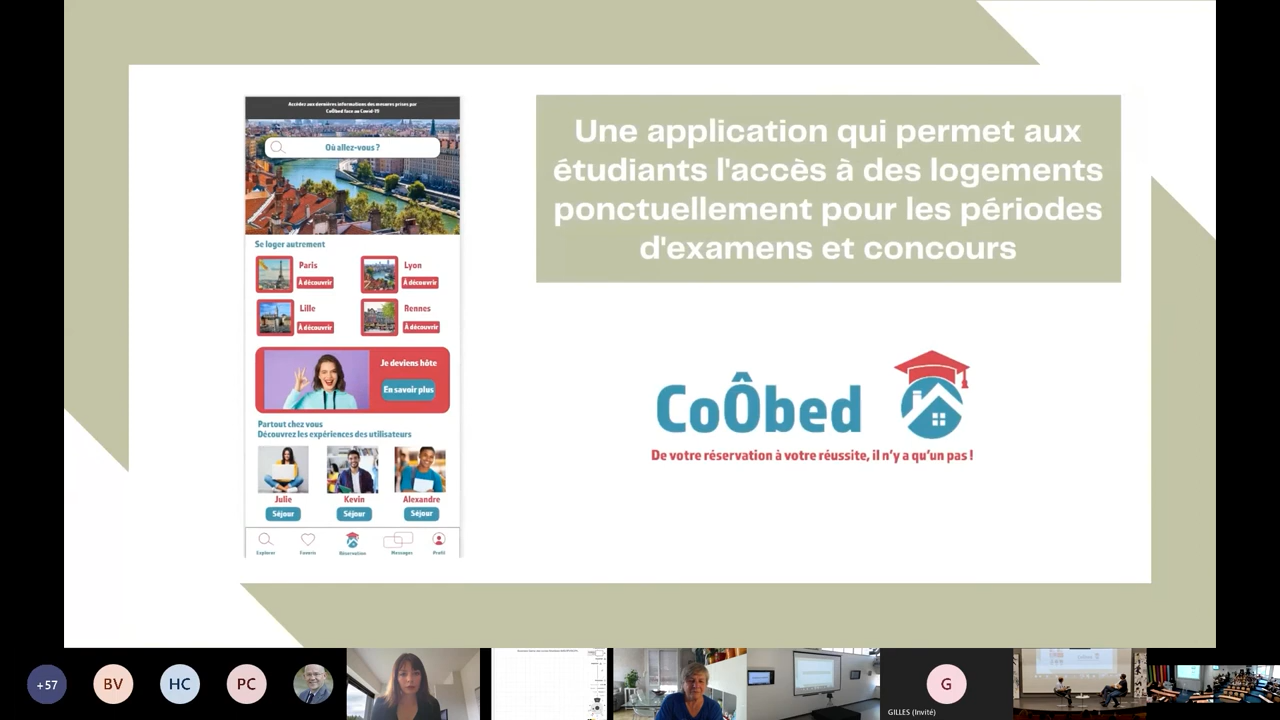 Accédez aux dernières informations des mesures prises par
CoÔbed face au Covid-19
Où allez-vous ?
Se loger autrement
Paris
À découvrir
Lyon
À découvrir
Lille
À découvrir
Rennes
À découvrir
Je deviens hôte
En savoir plus
Partout chez vous
Découvrez les expériences des utilisateurs
Julie
Kevin
Alexandre
Séjour
Séjour
Séjour
Explorer
Favoris
Réservation
Messages
Profil
Une application qui permet aux
étudiants l'accès à des logements
ponctuellement pour les périodes
d'examens et concours
CoÔbed
De votre réservation à votre réussite, il n'y a qu'un pas !
+57
BV
HC
PC
G
GILLES (Invité)